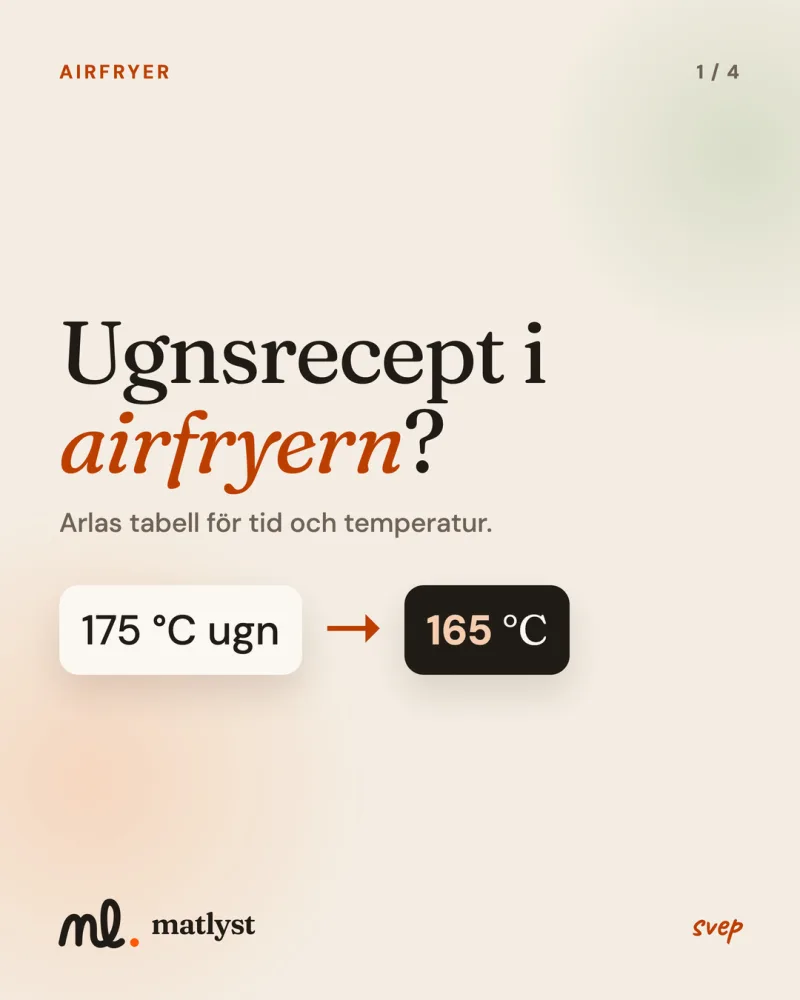 AIRFRYER
1 / 4
Ugnsrecept i
airfryern?
Arlas tabell för tid och temperatur.
175 °C ugn → 165 °C
ml. matlyst
svep